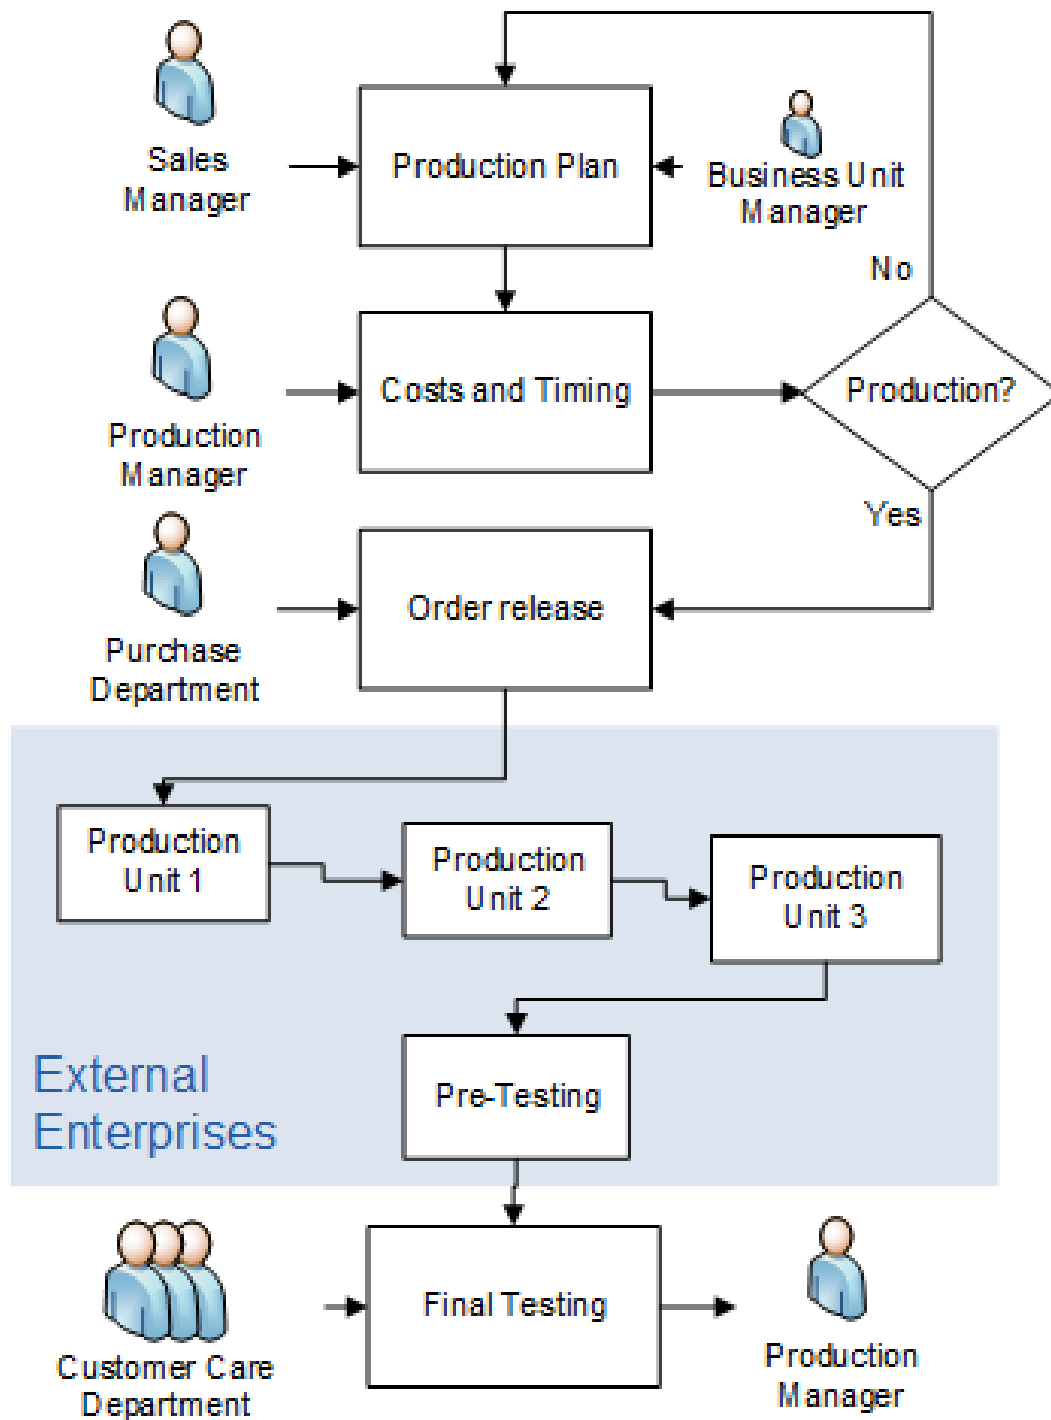 Sales
Manager
Production Plan
Business Unit
Manager
No
Production
Manager
Costs and Timing
Production?
Yes
Purchase
Department
Order release
Production
Unit 1
Production
Unit 2
Production
Unit 3
External
Enterprises
Pre-Testing
Customer Care
Department
Final Testing
Production
Manager